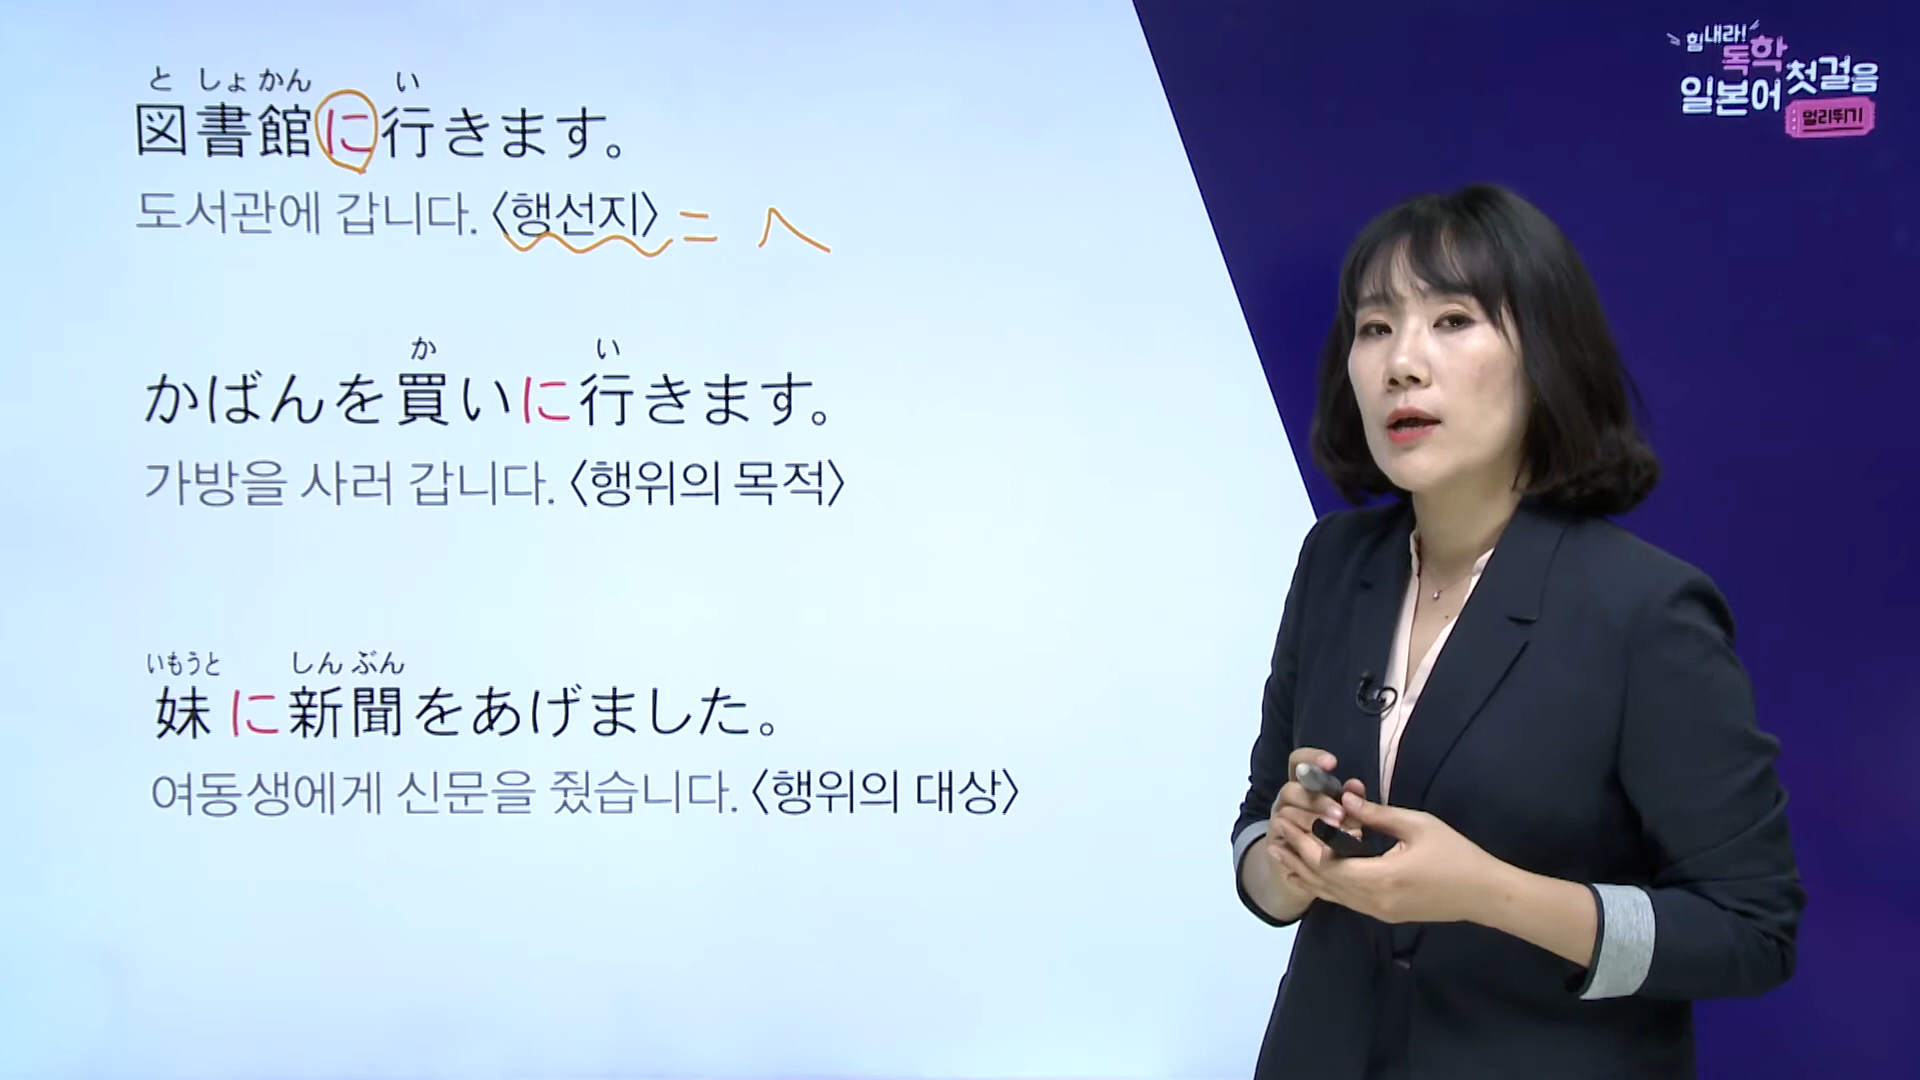 と しょ かん い
図書館に行きます。
도서관에 갑니다. 〈행선지〉 = へ
か い
かばんを買いに行きます。
가방을 사러 갑니다. 〈행위의 목적〉
いもうと しん ぶん
妹に新聞をあげました。
여동생에게 신문을 줬습니다. 〈행위의 대상〉
힘내라!
독학
일본어 첫걸음
멀리뛰기